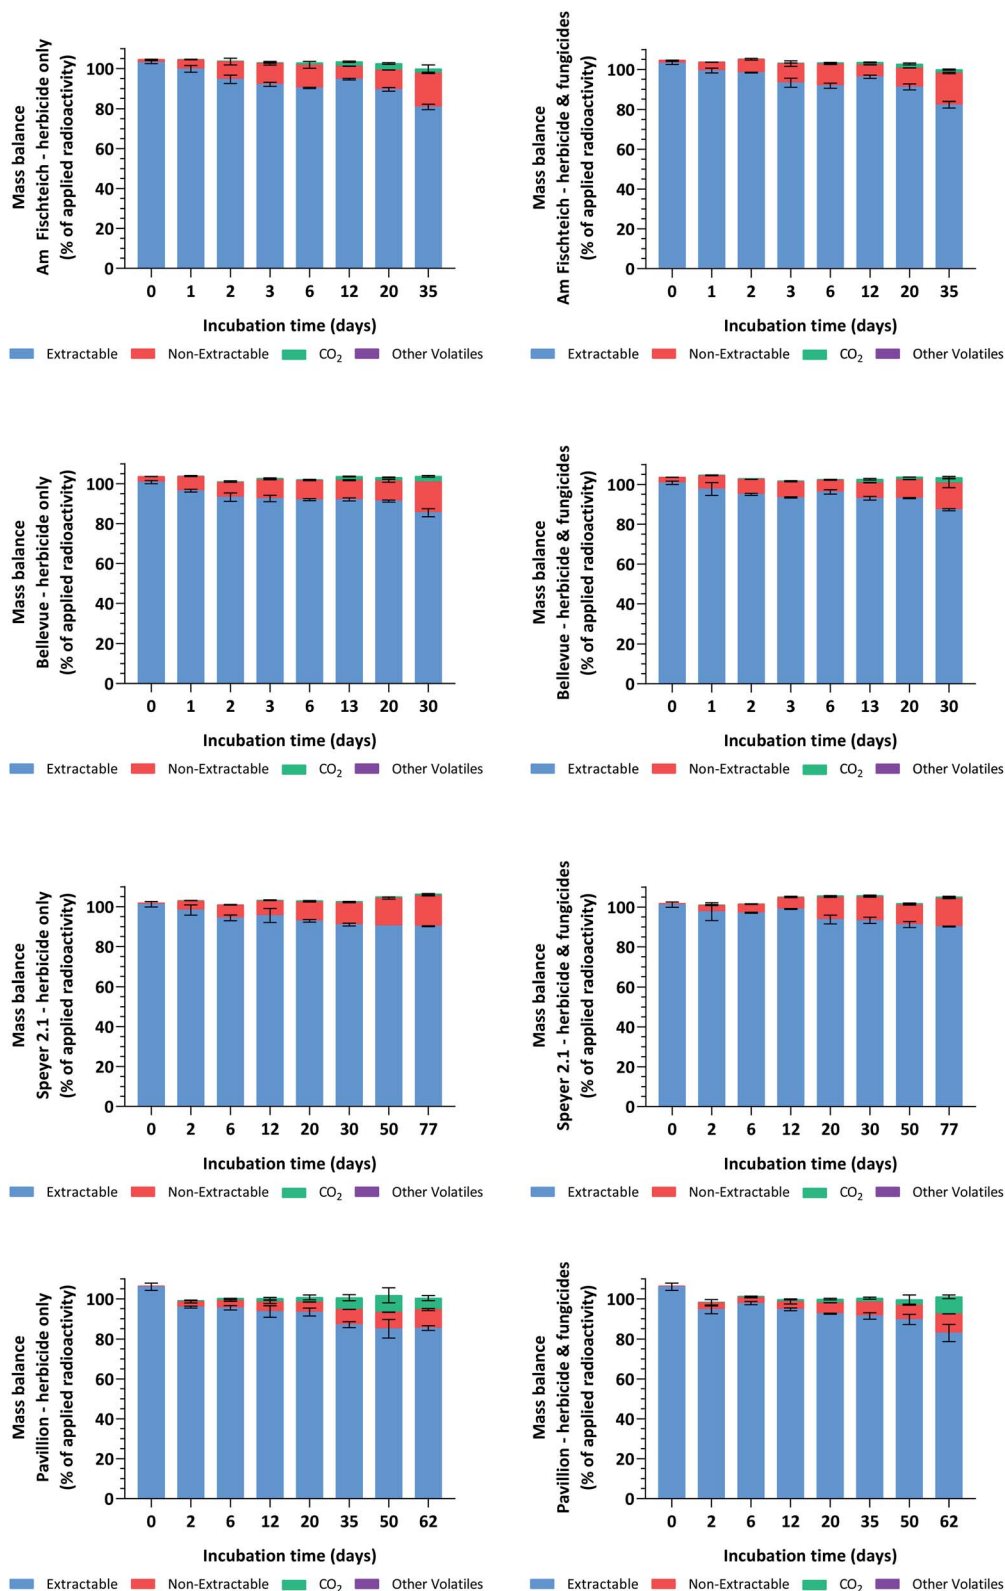 Mass balance
Am Fischteich - herbicide only
(% of applied radioactivity)
100
80
60
40
20
0
0 1 2 3 6 12 20 35
Incubation time (days)
Extractable Non-Extractable CO₂ Other Volatiles
Mass balance
Am Fischteich - herbicide & fungicides
(% of applied radioactivity)
100
80
60
40
20
0
0 1 2 3 6 12 20 35
Incubation time (days)
Extractable Non-Extractable CO₂ Other Volatiles
Mass balance
Bellevue - herbicide only
(% of applied radioactivity)
100
80
60
40
20
0
0 1 2 3 6 13 20 30
Incubation time (days)
Extractable Non-Extractable CO₂ Other Volatiles
Mass balance
Bellevue - herbicide & fungicides
(% of applied radioactivity)
100
80
60
40
20
0
0 1 2 3 6 13 20 30
Incubation time (days)
Extractable Non-Extractable CO₂ Other Volatiles
Mass balance
Speyer 2.1 - herbicide only
(% of applied radioactivity)
100
80
60
40
20
0
0 2 6 12 20 30 50 77
Incubation time (days)
Extractable Non-Extractable CO₂ Other Volatiles
Mass balance
Speyer 2.1 - herbicide & fungicides
(% of applied radioactivity)
100
80
60
40
20
0
0 2 6 12 20 30 50 77
Incubation time (days)
Extractable Non-Extractable CO₂ Other Volatiles
Mass balance
Pavillion - herbicide only
(% of applied radioactivity)
100
80
60
40
20
0
0 2 6 12 20 35 50 62
Incubation time (days)
Extractable Non-Extractable CO₂ Other Volatiles
Mass balance
Pavillion - herbicide & fungicides
(% of applied radioactivity)
100
80
60
40
20
0
0 2 6 12 20 35 50 62
Incubation time (days)
Extractable Non-Extractable CO₂ Other Volatiles